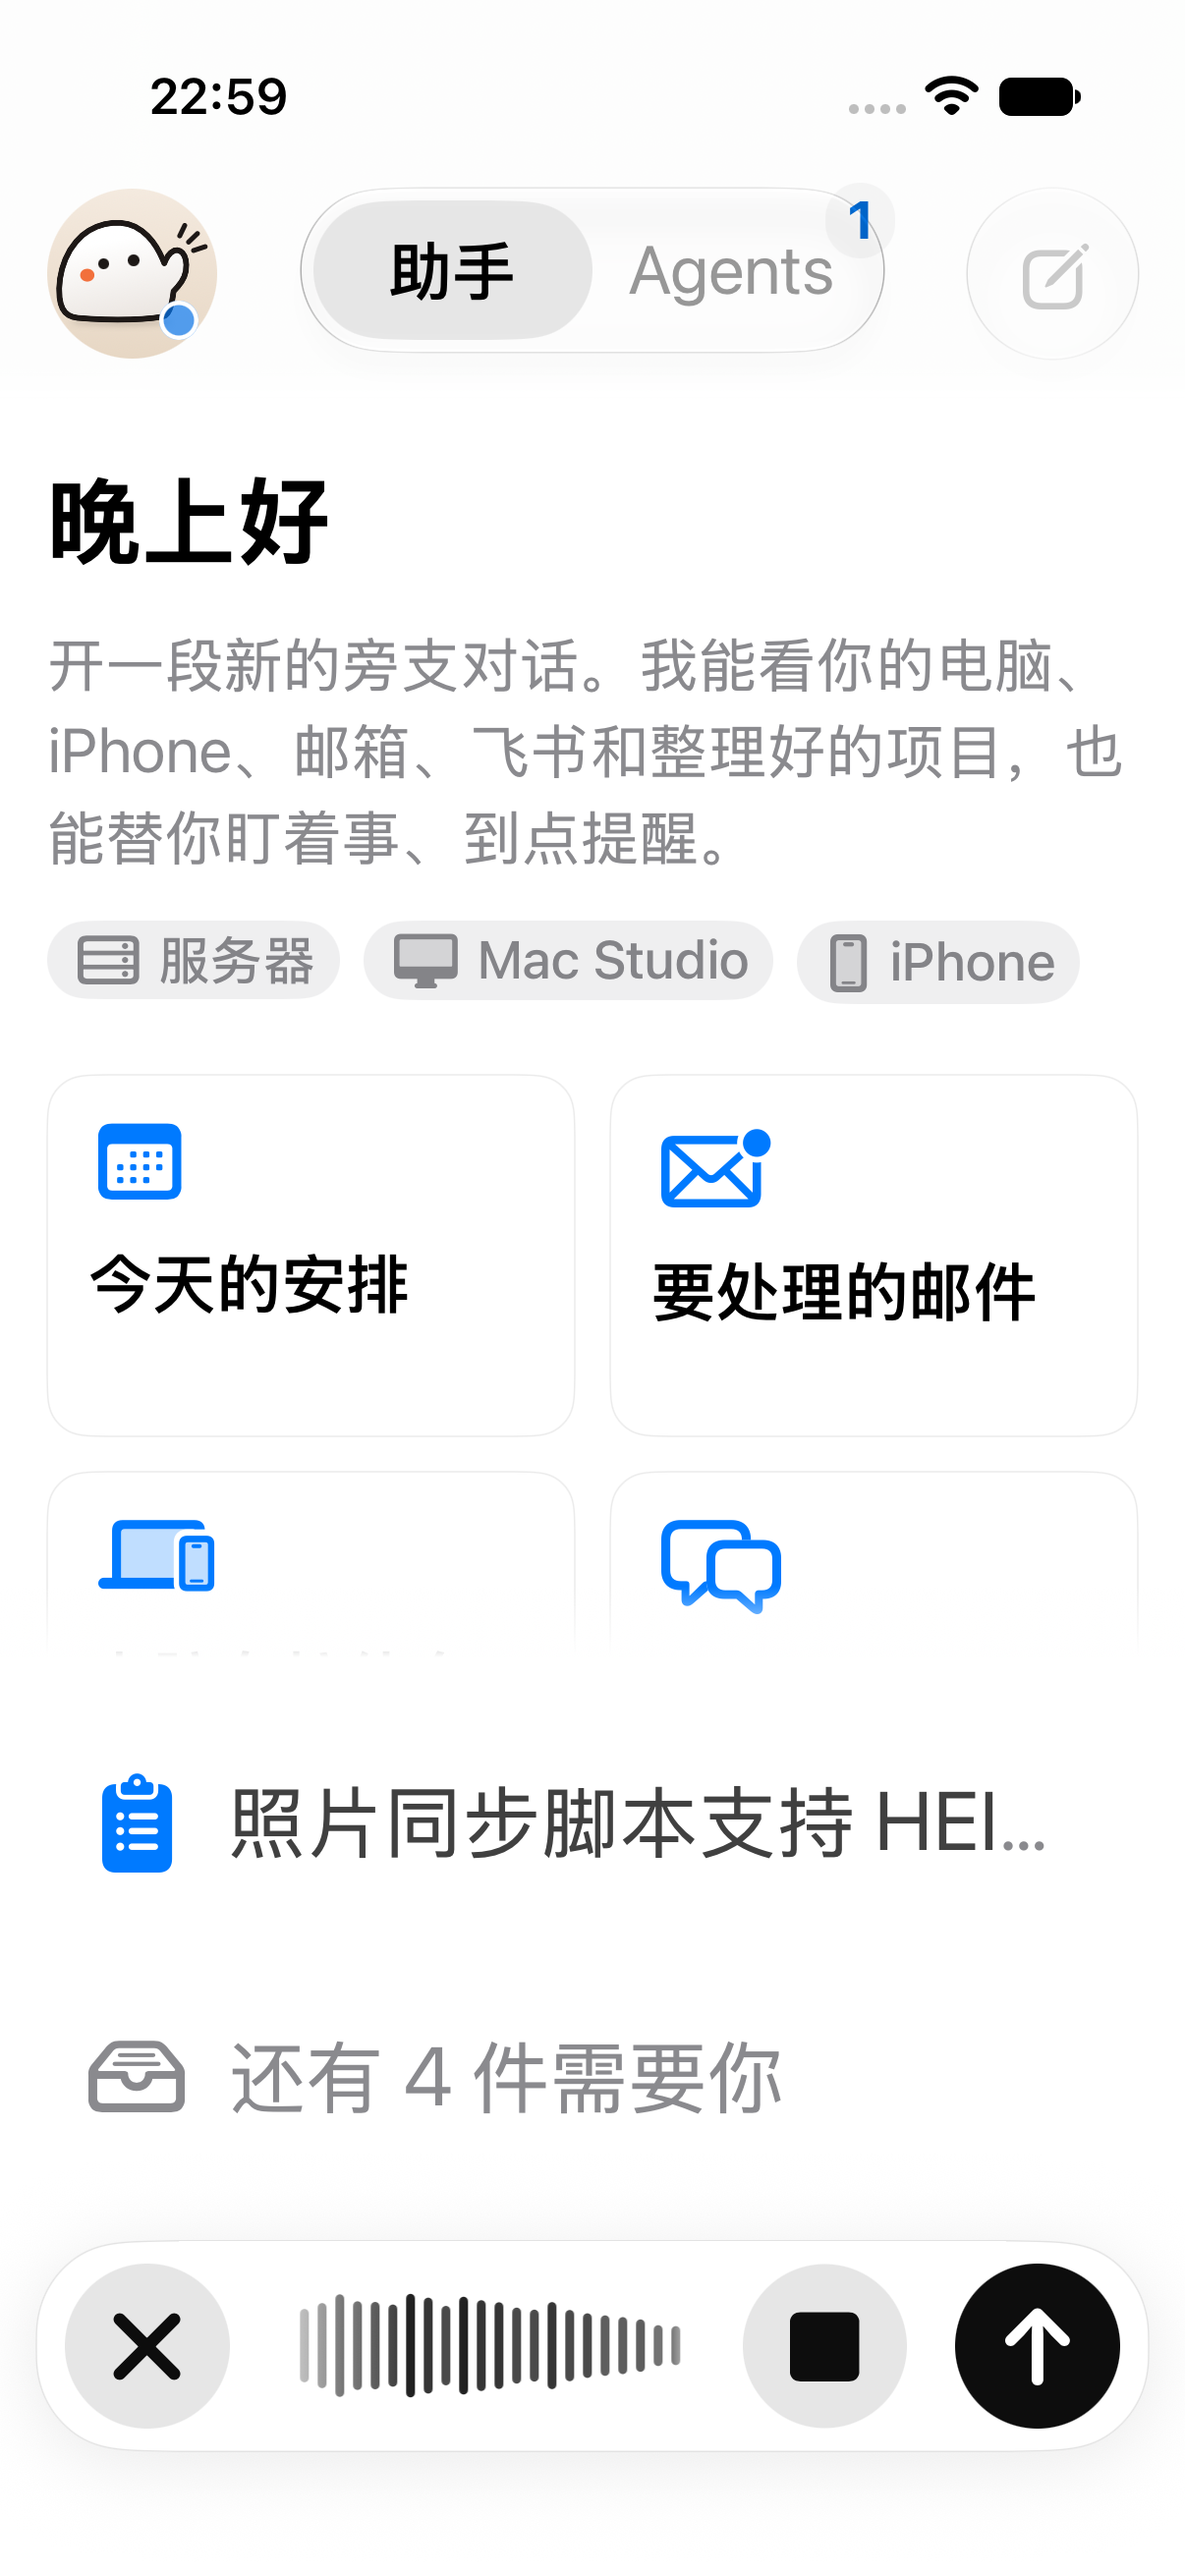 22:59
助手
Agents
1
晚上好
开一段新的旁支对话。我能看你的电脑、
iPhone、邮箱、飞书和整理好的项目，也
能替你盯着事、到点提醒。
服务器
Mac Studio
iPhone
今天的安排
要处理的邮件
照片同步脚本支持 HEI…
还有 4 件需要你